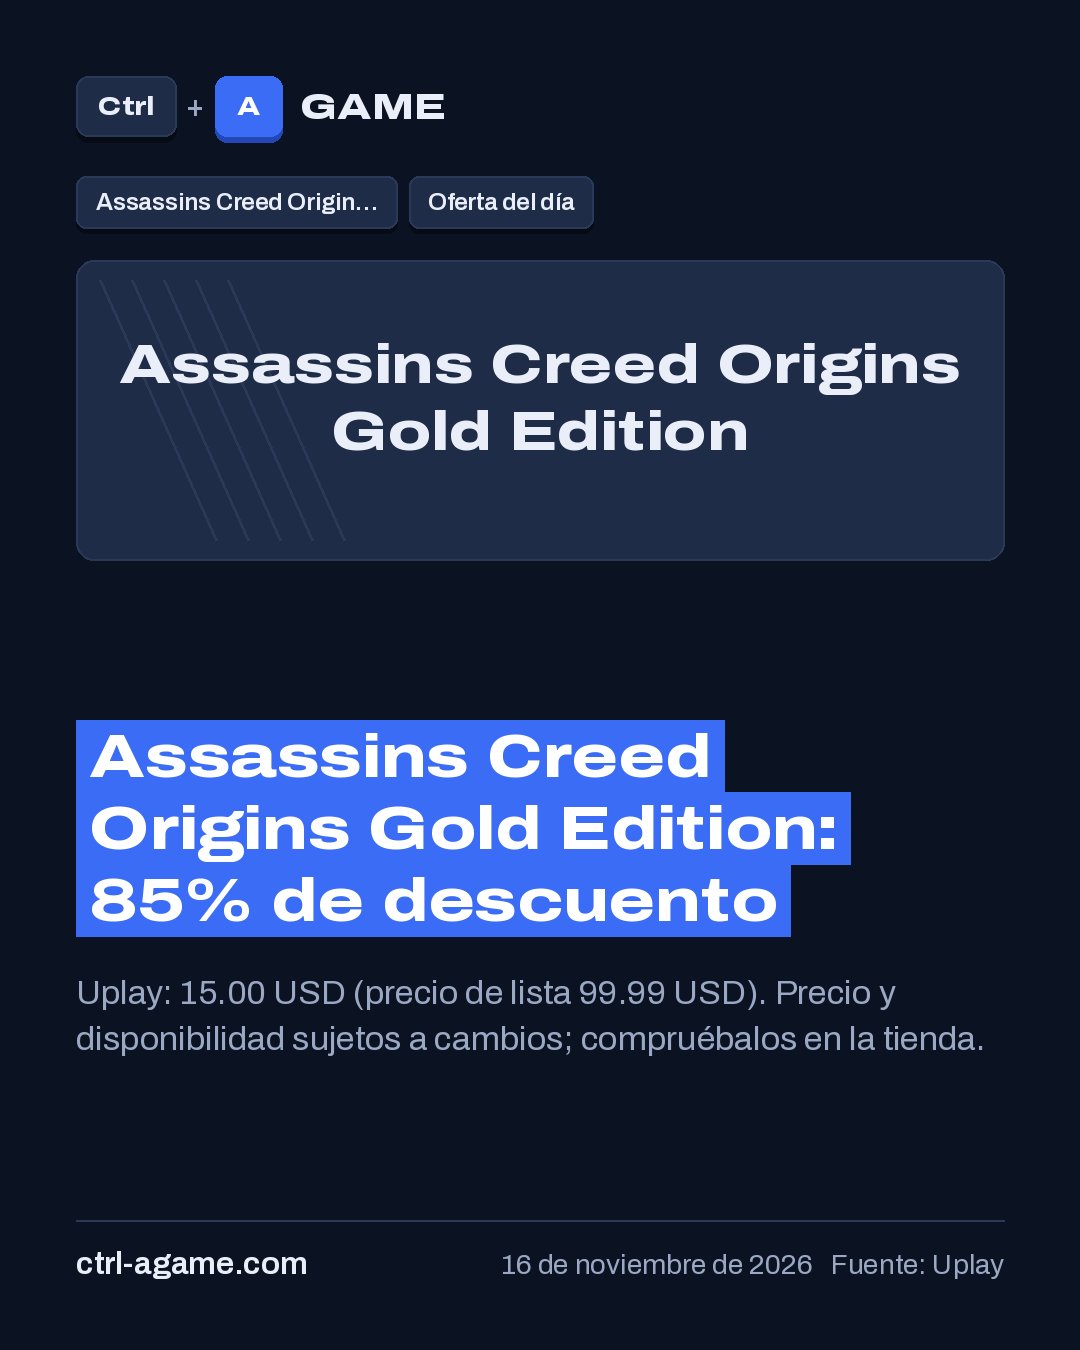 Ctrl + A GAME
Assassins Creed Origin... Oferta del día
Assassins Creed Origins
Gold Edition
Assassins Creed
Origins Gold Edition:
85% de descuento
Uplay: 15.00 USD (precio de lista 99.99 USD). Precio y
disponibilidad sujetos a cambios; compruébalos en la tienda.
ctrl-agame.com 16 de noviembre de 2026 Fuente: Uplay